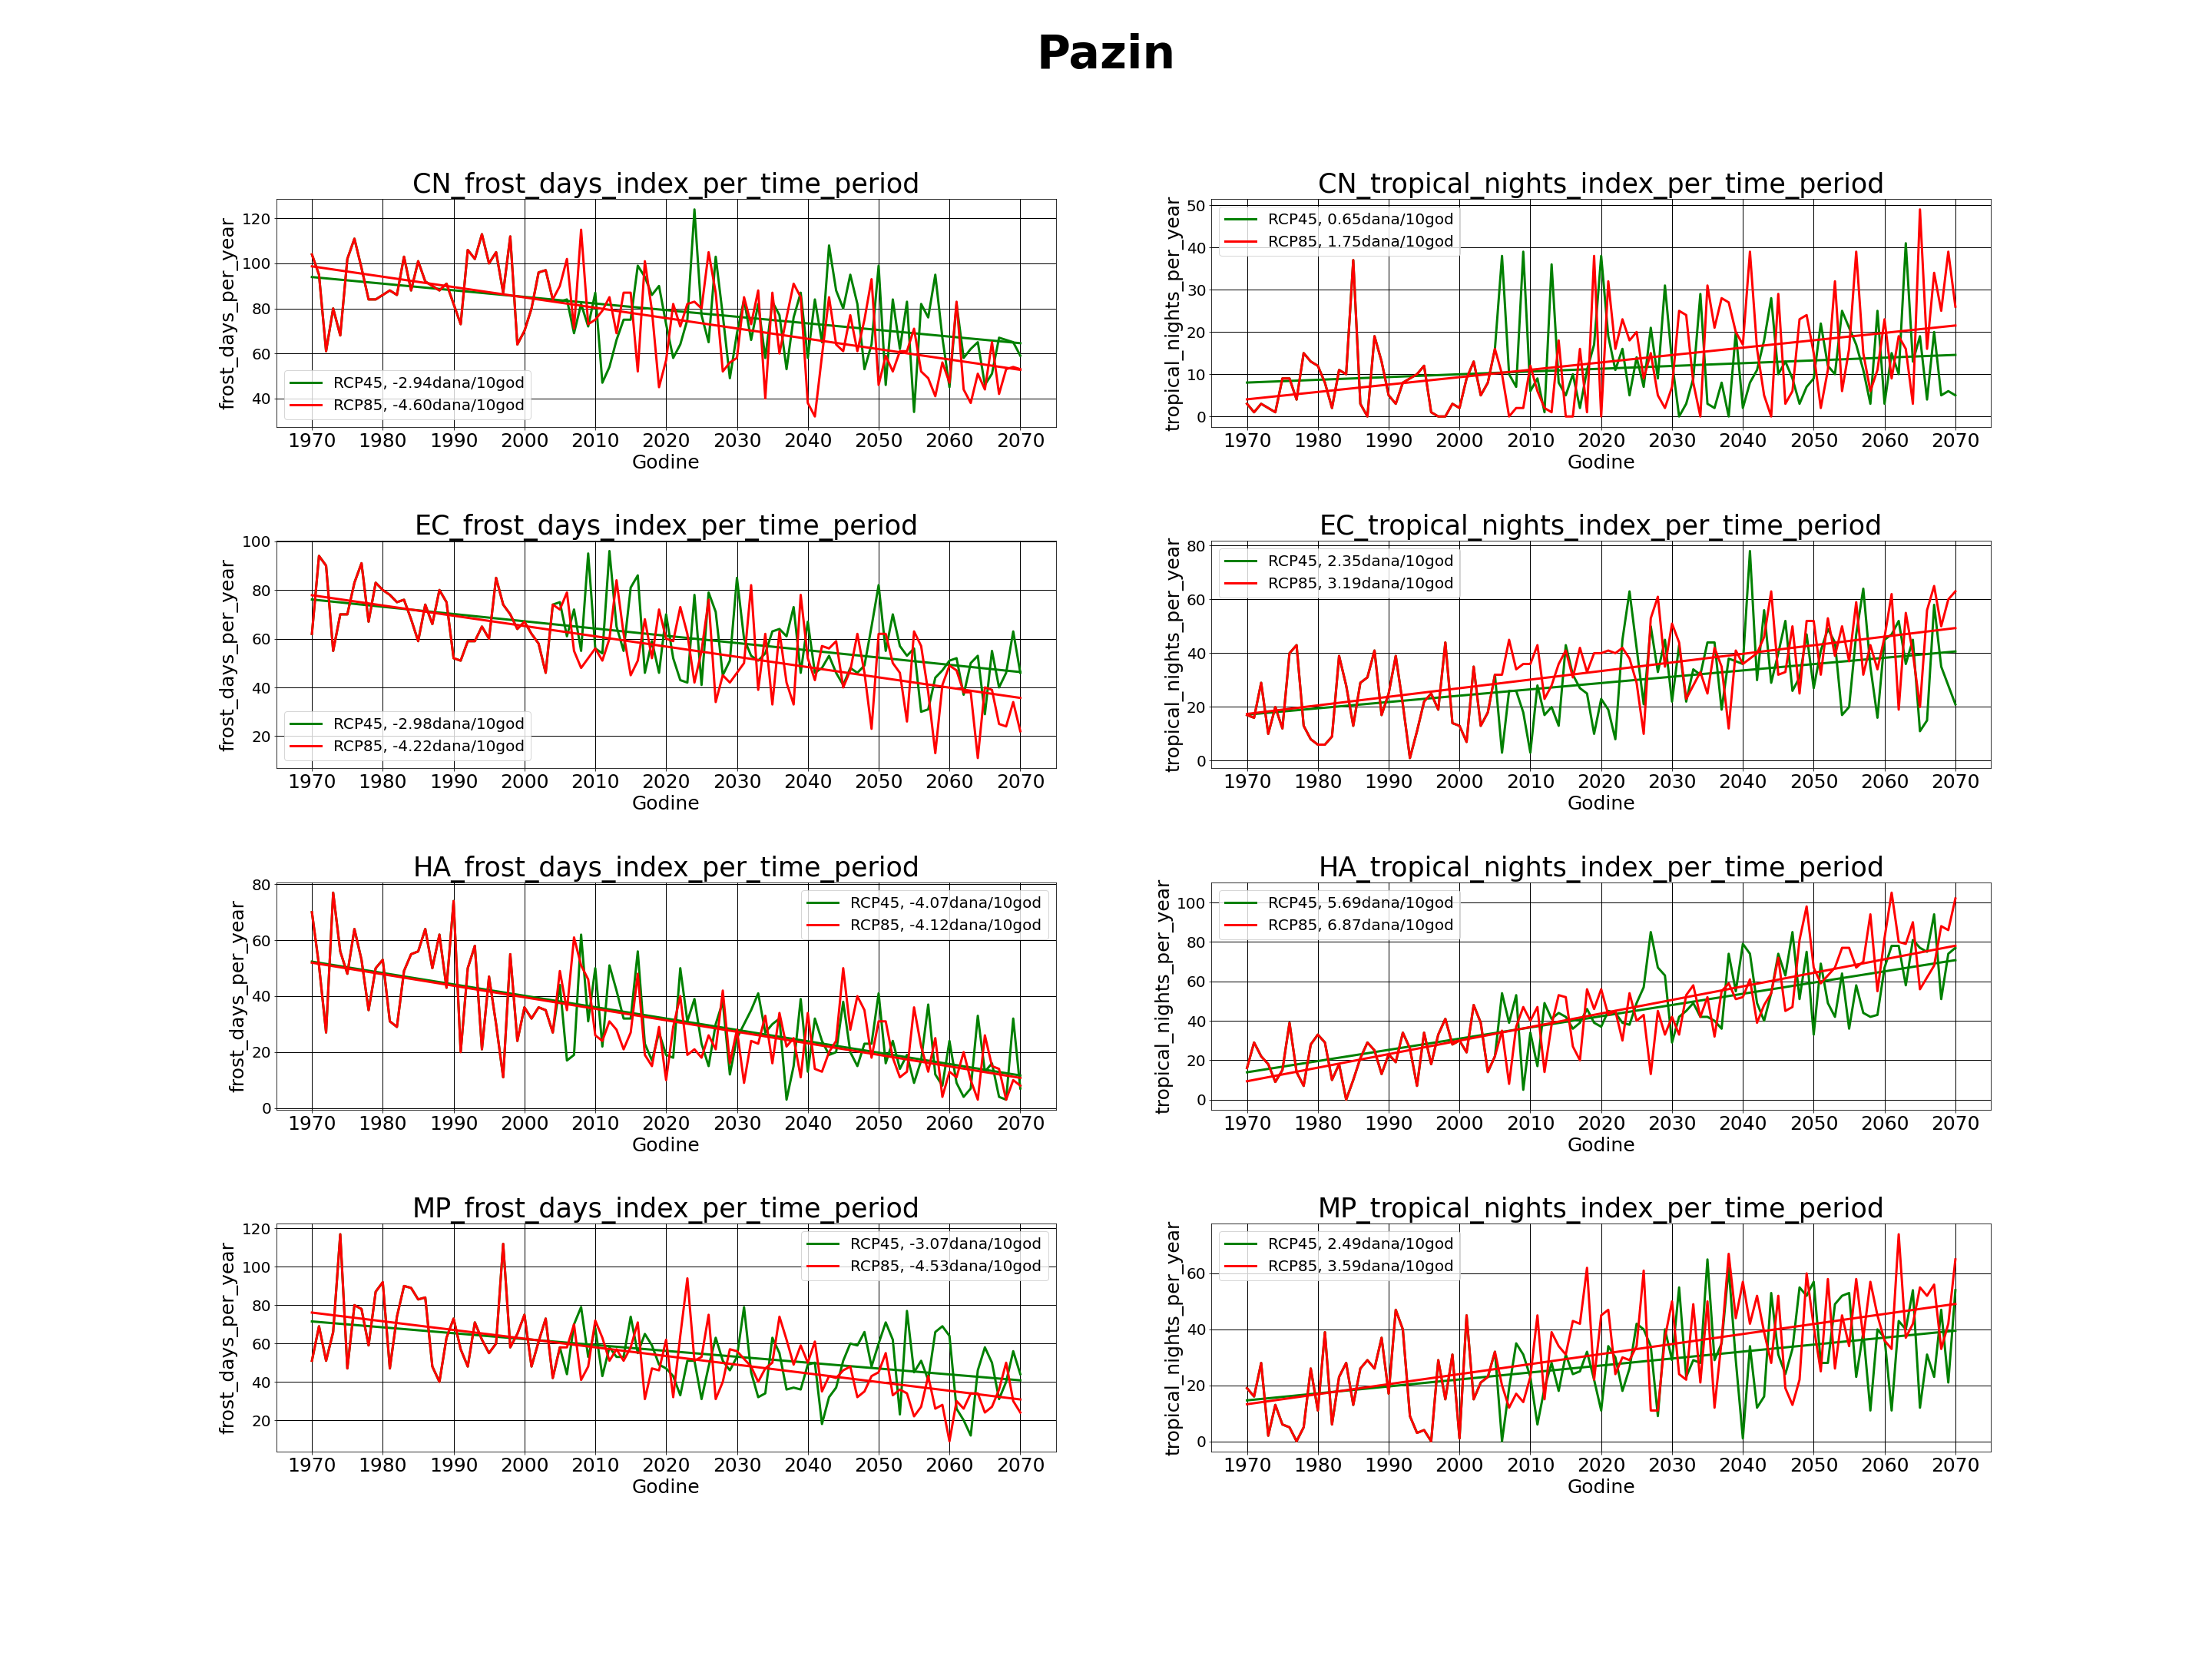 Pazin
CN_frost_days_index_per_time_period
frost_days_per_year
120
100
80
60
40
RCP45, -2.94dana/10god
RCP85, -4.60dana/10god
1970 1980 1990 2000 2010 2020 2030 2040 2050 2060 2070
Godine
CN_tropical_nights_index_per_time_period
tropical_nights_per_year
50
40
30
20
10
0
RCP45, 0.65dana/10god
RCP85, 1.75dana/10god
1970 1980 1990 2000 2010 2020 2030 2040 2050 2060 2070
Godine
EC_frost_days_index_per_time_period
frost_days_per_year
100
80
60
40
20
RCP45, -2.98dana/10god
RCP85, -4.22dana/10god
1970 1980 1990 2000 2010 2020 2030 2040 2050 2060 2070
Godine
EC_tropical_nights_index_per_time_period
tropical_nights_per_year
80
60
40
20
0
RCP45, 2.35dana/10god
RCP85, 3.19dana/10god
1970 1980 1990 2000 2010 2020 2030 2040 2050 2060 2070
Godine
HA_frost_days_index_per_time_period
frost_days_per_year
80
60
40
20
0
RCP45, -4.07dana/10god
RCP85, -4.12dana/10god
1970 1980 1990 2000 2010 2020 2030 2040 2050 2060 2070
Godine
HA_tropical_nights_index_per_time_period
tropical_nights_per_year
100
80
60
40
20
0
RCP45, 5.69dana/10god
RCP85, 6.87dana/10god
1970 1980 1990 2000 2010 2020 2030 2040 2050 2060 2070
Godine
MP_frost_days_index_per_time_period
frost_days_per_year
120
100
80
60
40
20
RCP45, -3.07dana/10god
RCP85, -4.53dana/10god
1970 1980 1990 2000 2010 2020 2030 2040 2050 2060 2070
Godine
MP_tropical_nights_index_per_time_period
tropical_nights_per_year
60
40
20
0
RCP45, 2.49dana/10god
RCP85, 3.59dana/10god
1970 1980 1990 2000 2010 2020 2030 2040 2050 2060 2070
Godine